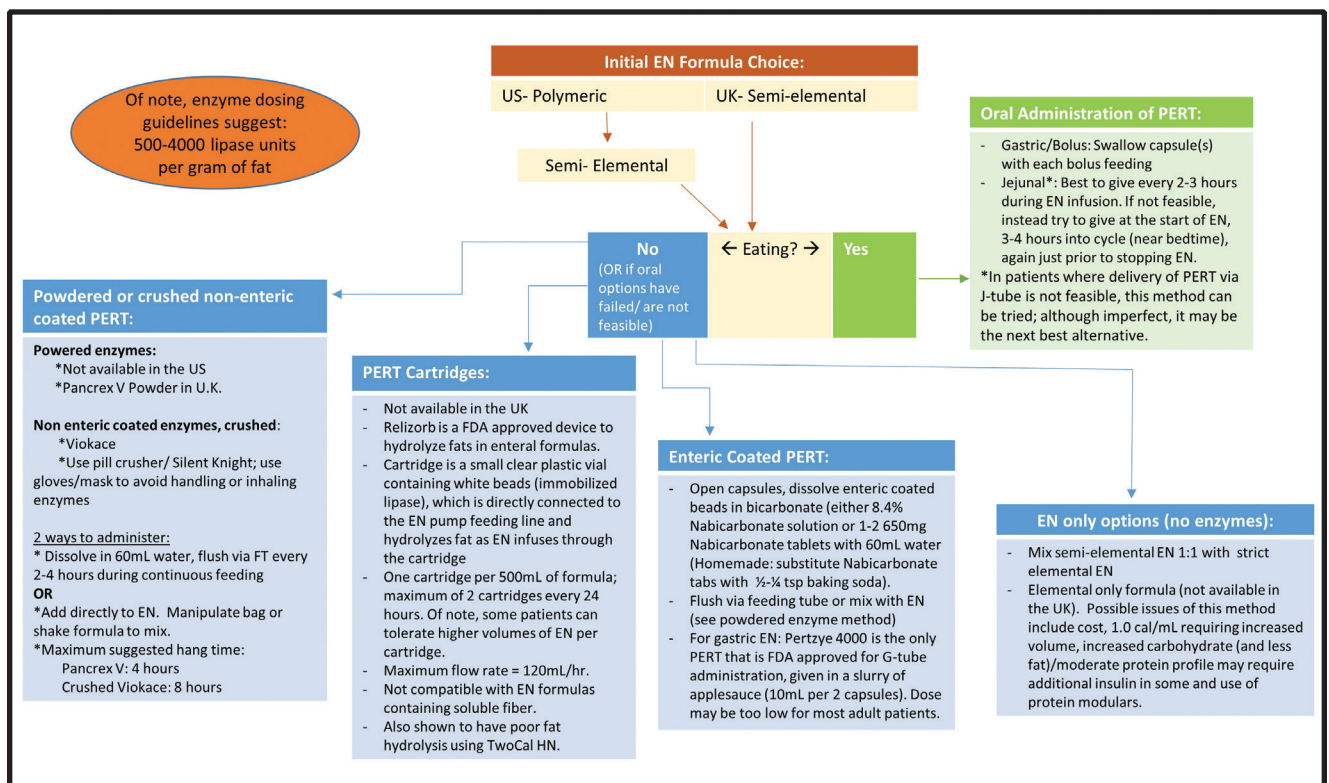 Of note, enzyme dosing
guidelines suggest:
500-4000 lipase units
per gram of fat
Initial EN Formula Choice:
US- Polymeric
UK- Semi-elemental
Semi- Elemental
No
(OR if oral
options have
failed/ are not
feasible)
← Eating? →
Yes
Oral Administration of PERT:
- Gastric/Bolus: Swallow capsule(s)
with each bolus feeding
- Jejunal*: Best to give every 2-3 hours
during EN infusion. If not feasible,
instead try to give at the start of EN,
3-4 hours into cycle (near bedtime),
again just prior to stopping EN.
*In patients where delivery of PERT via
J-tube is not feasible, this method can
be tried; although imperfect, it may be
the next best alternative.
Powdered or crushed non-enteric
coated PERT:
Powered enzymes:
*Not available in the US
*Pancrex V Powder in U.K.
Non enteric coated enzymes, crushed:
*Viokace
*Use pill crusher/ Silent Knight; use
gloves/mask to avoid handling or inhaling
enzymes
2 ways to administer:
* Dissolve in 60mL water, flush via FT every
2-4 hours during continuous feeding
OR
*Add directly to EN. Manipulate bag or
shake formula to mix.
*Maximum suggested hang time:
Pancrex V: 4 hours
Crushed Viokace: 8 hours
PERT Cartridges:
- Not available in the UK
- Relizorb is a FDA approved device to
hydrolyze fats in enteral formulas.
- Cartridge is a small clear plastic vial
containing white beads (immobilized
lipase), which is directly connected to
the EN pump feeding line and
hydrolyzes fat as EN infuses through
the cartridge
- One cartridge per 500mL of formula;
maximum of 2 cartridges every 24
hours. Of note, some patients can
tolerate higher volumes of EN per
cartridge.
- Maximum flow rate = 120mL/hr.
- Not compatible with EN formulas
containing soluble fiber.
- Also shown to have poor fat
hydrolysis using TwoCal HN.
Enteric Coated PERT:
- Open capsules, dissolve enteric coated
beads in bicarbonate (either 8.4%
Nabicarbonate solution or 1-2 650mg
Nabicarbonate tablets with 60mL water
(Homemade: substitute Nabicarbonate
tabs with ½-¼ tsp baking soda).
- Flush via feeding tube or mix with EN
(see powdered enzyme method)
- For gastric EN: Pertzye 4000 is the only
PERT that is FDA approved for G-tube
administration, given in a slurry of
applesauce (10mL per 2 capsules). Dose
may be too low for most adult patients.
EN only options (no enzymes):
- Mix semi-elemental EN 1:1 with strict
elemental EN
- Elemental only formula (not available in
the UK). Possible issues of this method
include cost, 1.0 cal/mL requiring increased
volume, increased carbohydrate (and less
fat)/moderate protein profile may require
additional insulin in some and use of
protein modulars.